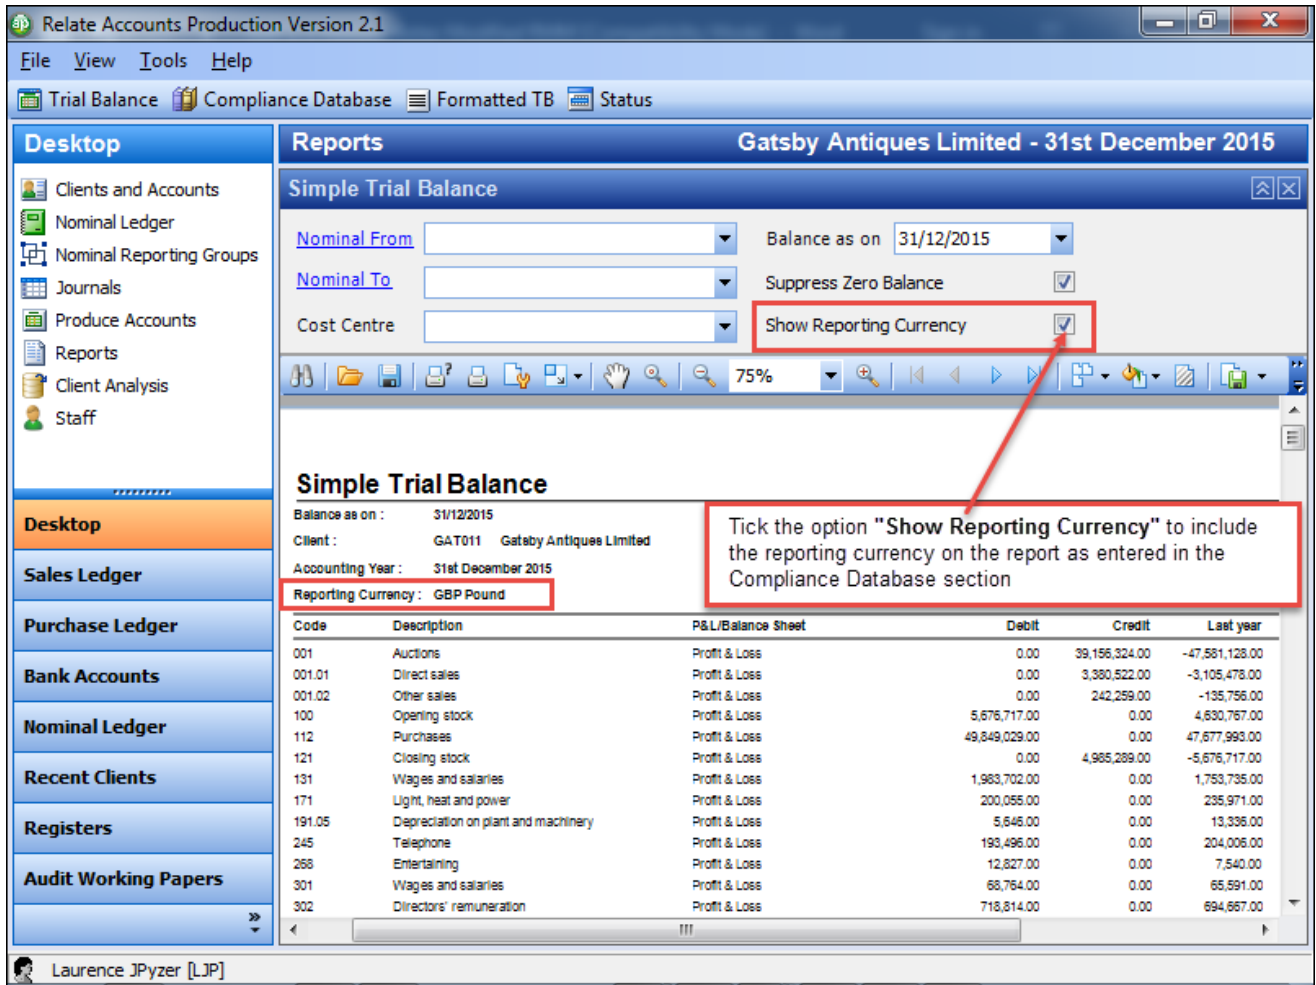 Relate Accounts Production Version 2.1
File View Tools Help
Trial Balance Compliance Database Formatted TB Status
Desktop
Clients and Accounts
Nominal Ledger
Nominal Reporting Groups
Journals
Produce Accounts
Reports
Client Analysis
Staff
Desktop
Sales Ledger
Purchase Ledger
Bank Accounts
Nominal Ledger
Recent Clients
Registers
Audit Working Papers
Reports Gatsby Antiques Limited - 31st December 2015
Simple Trial Balance
Nominal From Balance as on 31/12/2015
Nominal To Suppress Zero Balance
Cost Centre Show Reporting Currency
75%
Simple Trial Balance
Balance as on : 31/12/2015
Client : GAT011 Gatsby Antiques Limited
Accounting Year : 31st December 2015
Reporting Currency : GBP Pound
Tick the option "Show Reporting Currency" to include
the reporting currency on the report as entered in the
Compliance Database section
Code Description P&L/Balance Sheet Debit Credit Last year
001 Auctions Profit & Loss 0.00 39,156,324.00 -47,581,128.00
001.01 Direct sales Profit & Loss 0.00 3,380,522.00 -3,105,478.00
001.02 Other sales Profit & Loss 0.00 242,259.00 -135,756.00
100 Opening stock Profit & Loss 5,676,717.00 0.00 4,630,767.00
112 Purchases Profit & Loss 49,849,029.00 0.00 47,677,993.00
121 Closing stock Profit & Loss 0.00 4,985,289.00 -5,676,717.00
131 Wages and salaries Profit & Loss 1,983,702.00 0.00 1,753,735.00
171 Light, heat and power Profit & Loss 200,055.00 0.00 235,971.00
191.05 Depreciation on plant and machinery Profit & Loss 5,646.00 0.00 13,336.00
245 Telephone Profit & Loss 193,496.00 0.00 204,006.00
268 Entertaining Profit & Loss 12,827.00 0.00 7,540.00
301 Wages and salaries Profit & Loss 68,764.00 0.00 65,591.00
302 Directors' remuneration Profit & Loss 718,814.00 0.00 694,667.00
Laurence JPyzer [LJP]